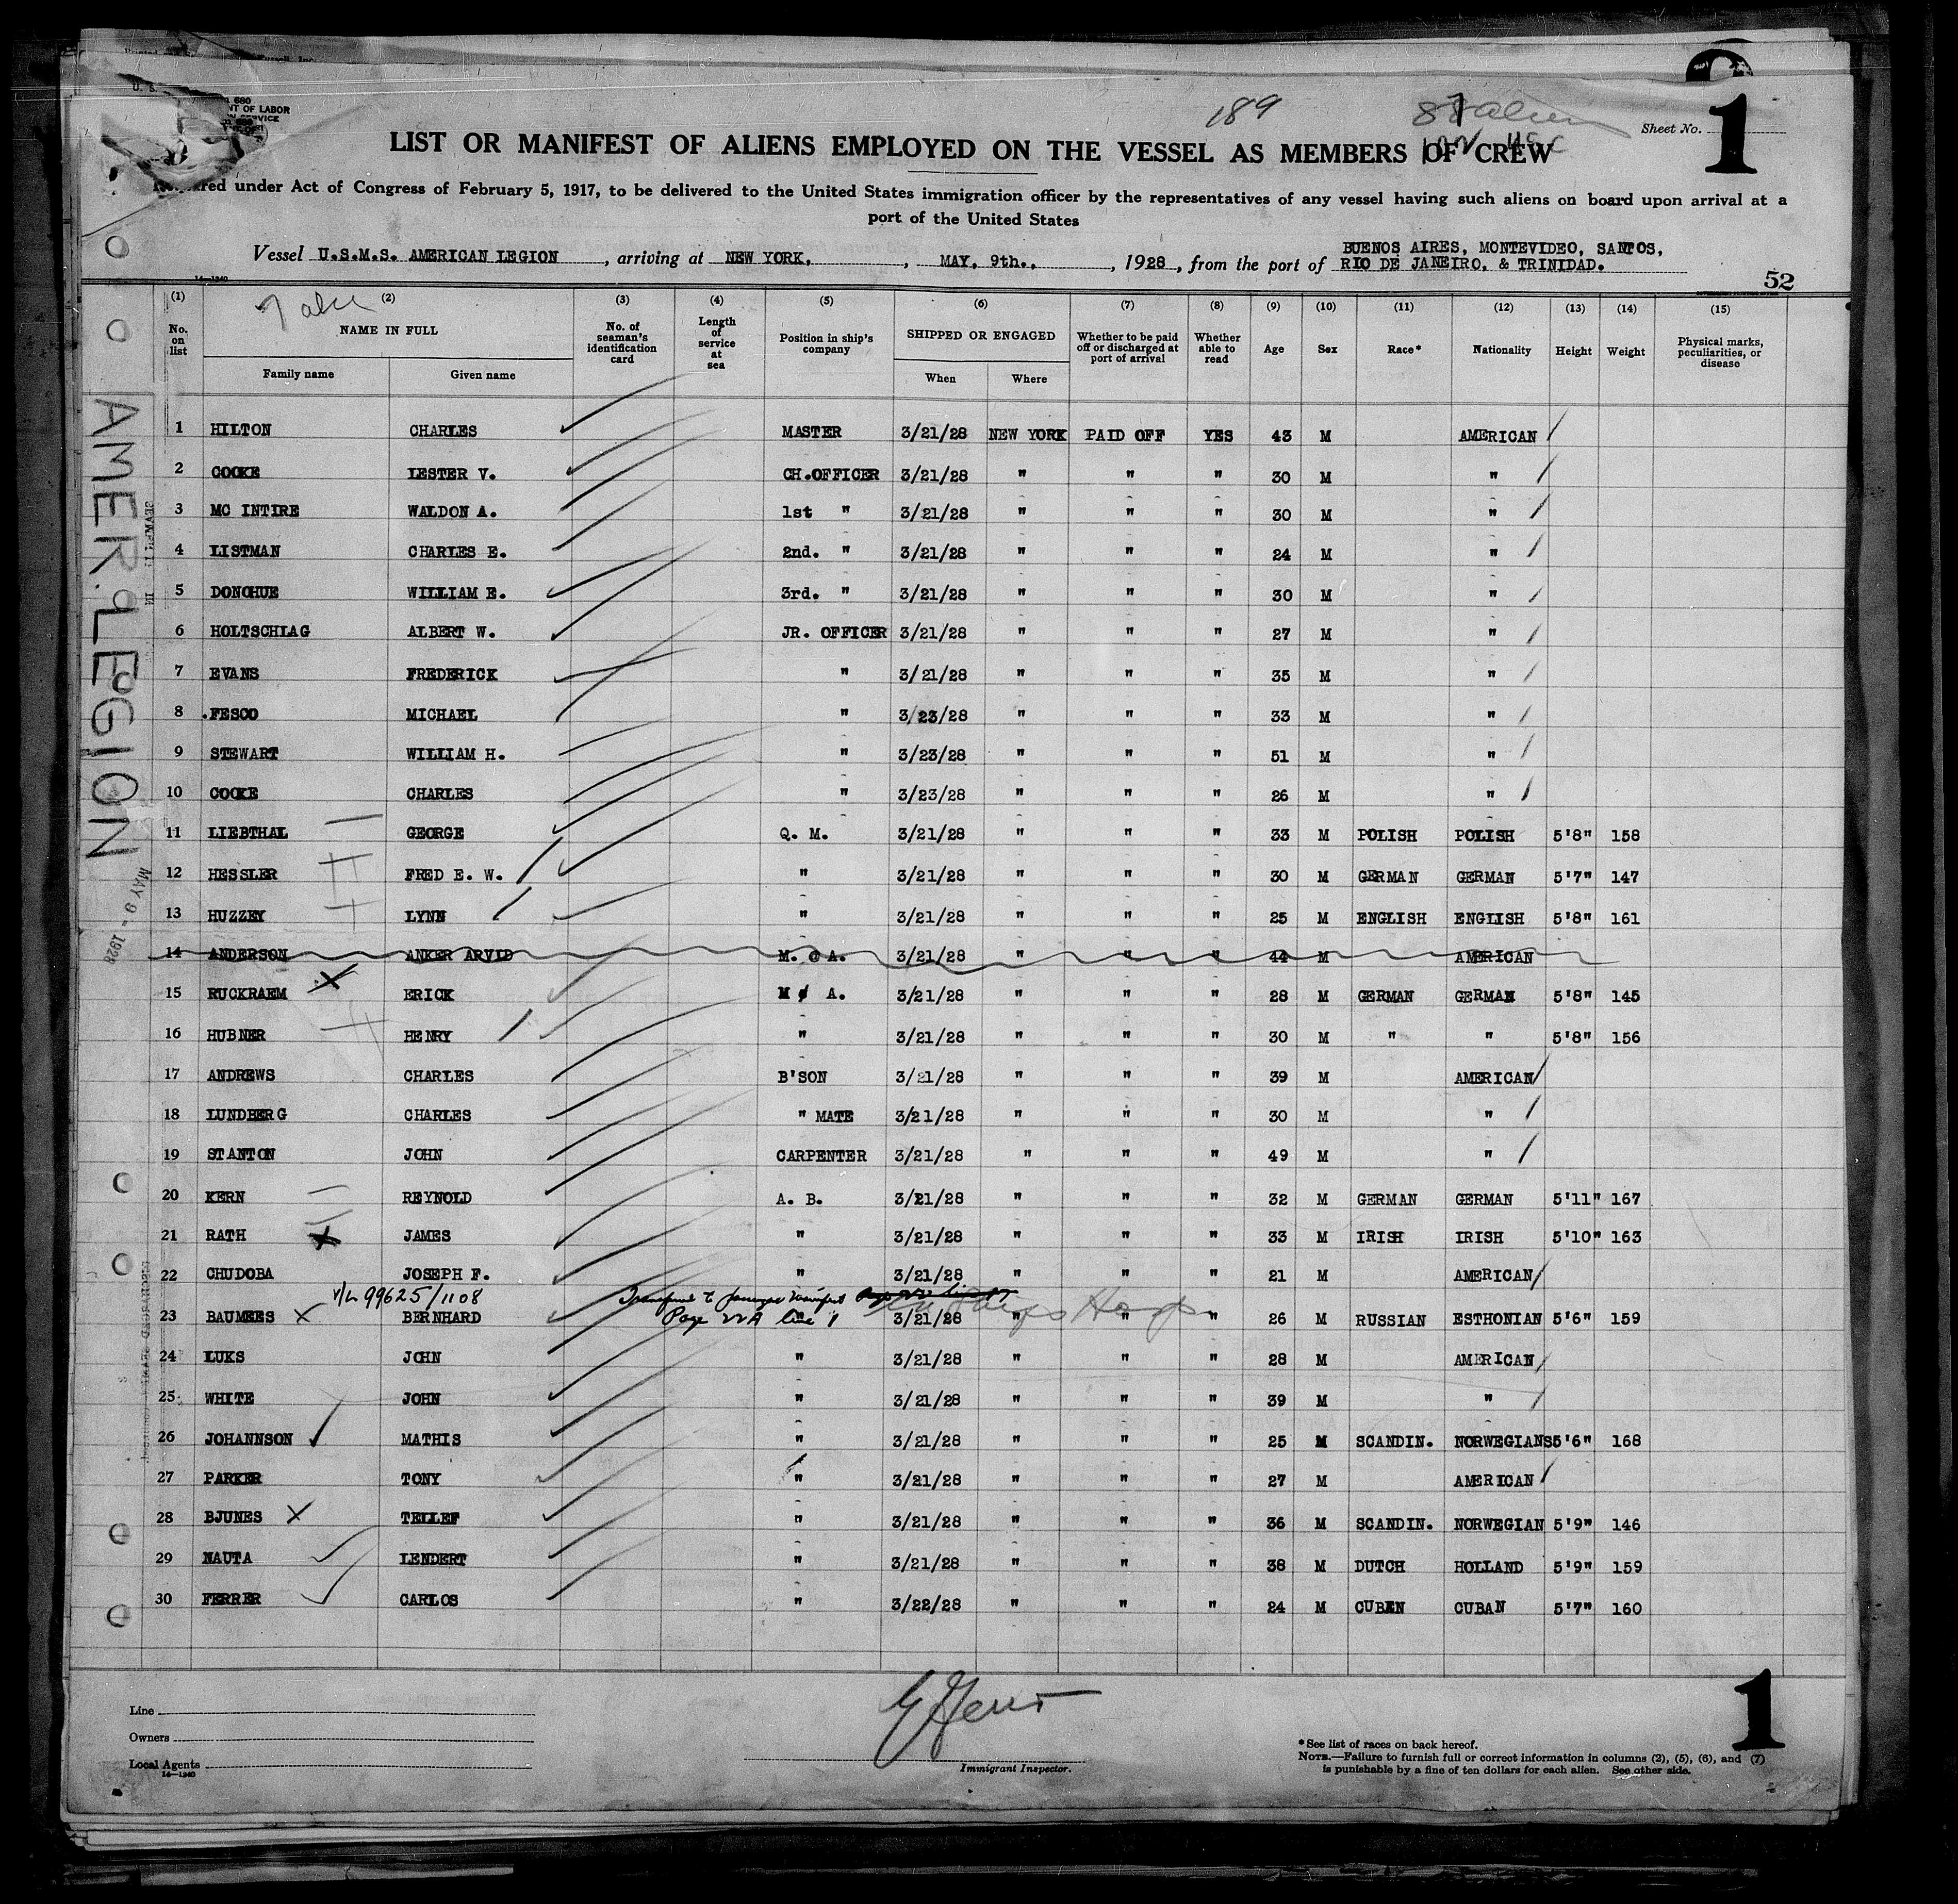 189
Sheet No. 1
NT OF LABOR
LIST OR MANIFEST OF ALIENS EMPLOYED ON THE VESSEL AS MEMBERS OF CREW
under Act of Congress of February 5, 1917, to be delivered to the United States immigration officer by the representatives of any vessel having such aliens on board upon arrival at a
port of the United States
Vessel U.S.M.S. AMERICAN LEGION, arriving at NEW YORK, MAY, 9th., 1928, from the port of BUENOS AIRES, MONTEVIDEO, SANTOS,
RIO DE JANEIRO, & TRINIDAD.
14—1240
52
(1) (2) (3) (4) (5) (6) (7) (8) (9) (10) (11) (12) (13) (14) (15)
No. on list NAME IN FULL No. of seaman's identification card Length of service at sea Position in ship's company SHIPPED OR ENGAGED Whether to be paid off or discharged at port of arrival Whether able to read Age Sex Race* Nationality Height Weight Physical marks, peculiarities, or disease
Family name Given name When Where
1 HILTON CHARLES MASTER 3/21/28 NEW YORK PAID OFF YES 43 M AMERICAN
2 COOKE LESTER V. CH.OFFICER 3/21/28 " " " 30 M "
3 MC INTIRE WALDON A. 1st " 3/21/28 " " " 30 M "
4 LISTMAN CHARLES E. 2nd. " 3/21/28 " " " 24 M "
5 DONOHUE WILLIAM E. 3rd. " 3/21/28 " " " 30 M "
6 HOLTSCHLAG ALBERT W. JR. OFFICER 3/21/28 " " " 27 M "
7 EVANS FREDERICK " 3/21/28 " " " 35 M "
8 .FESCO MICHAEL " 3/23/28 " " " 33 M "
9 STEWART WILLIAM H. " 3/23/28 " " " 51 M "
10 COOKE CHARLES " 3/23/28 " " " 26 M "
11 LIEBTHAL GEORGE Q. M. 3/21/28 " " " 33 M POLISH POLISH 5'8" 158
12 HESSLER FRED E. W. " 3/21/28 " " " 30 M GERMAN GERMAN 5'7" 147
13 HUZZEY LYNN " 3/21/28 " " " 25 M ENGLISH ENGLISH 5'8" 161
14 ANDERSON ANKER ARVID M. @ A. 3/21/28 " " " 44 M AMERICAN
15 RUCKRAEM ERICK M A. 3/21/28 " " " 28 M GERMAN GERMAN 5'8" 145
16 HUBNER HENRY " 3/21/28 " " " 30 M " " 5'8" 156
17 ANDREWS CHARLES B'SON 3/21/28 " " " 39 M AMERICAN
18 LUNDBERG CHARLES " MATE 3/21/28 " " " 30 M "
19 STANTON JOHN CARPENTER 3/21/28 " " " 49 M "
20 KERN REYNOLD A. B. 3/21/28 " " " 32 M GERMAN GERMAN 5'11" 167
21 RATH JAMES " 3/21/28 " " " 33 M IRISH IRISH 5'10" 163
22 CHUDOBA JOSEPH F. " 3/21/28 " " " 21 M AMERICAN
99625/1108
Page 22A line 1
23 BAUMEES BERNHARD " 3/21/28 " " " 26 M RUSSIAN ESTHONIAN 5'6" 159
24 LUKS JOHN " 3/21/28 " " " 28 M AMERICAN
25 WHITE JOHN " 3/21/28 " " " 39 M "
26 JOHANNSON MATHIS " 3/21/28 " " " 25 M SCANDIN. NORWEGIANS 5'6" 168
27 PARKER TONY " 3/21/28 " " " 27 M AMERICAN
28 BJUNES TELLEF " 3/21/28 " " " 36 M SCANDIN. NORWEGIAN 5'9" 146
29 NAUTA LENDERT " 3/21/28 " " " 38 M DUTCH HOLLAND 5'9" 159
30 FERRER CARLOS " 3/22/28 " " " 24 M CUBEN CUBAN 5'7" 160
AMER. LEGION
MAY 9 - 1928
Line
Owners
Local Agents
14—1240
Immigrant Inspector.
*See list of races on back hereof.
NOTE.—Failure to furnish full or correct information in columns (2), (5), (6), and (7)
is punishable by a fine of ten dollars for each alien. See other side.
1